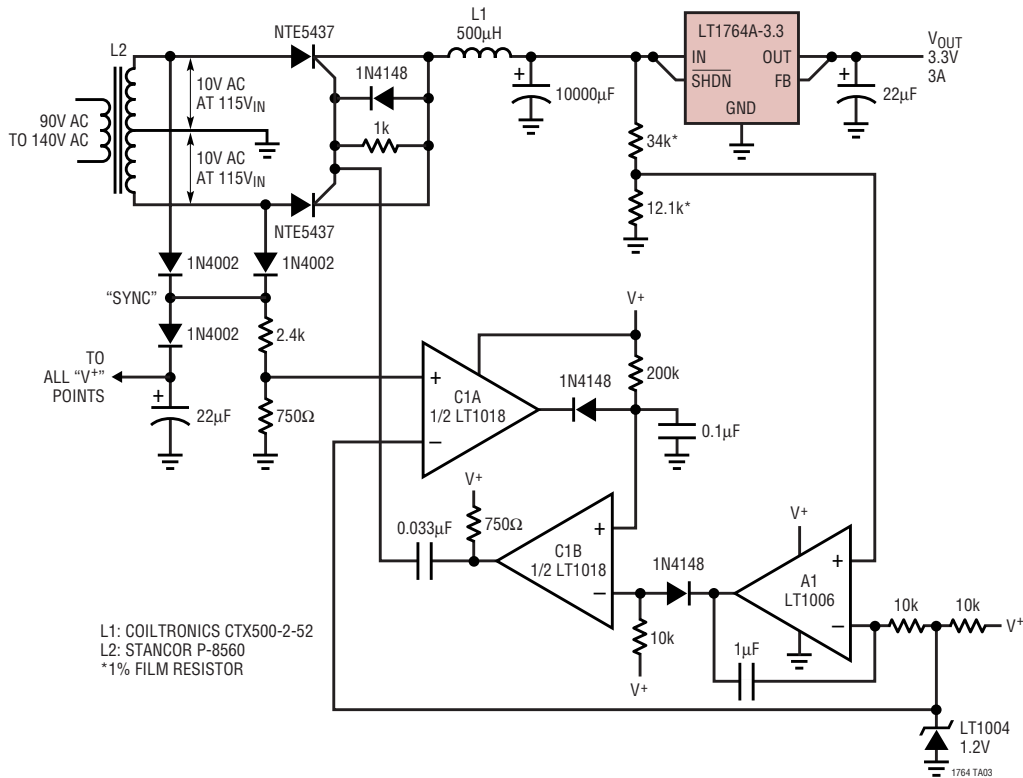 L2
90V AC
TO 140V AC
10V AC
AT 115VIN
10V AC
AT 115VIN
NTE5437
NTE5437
1N4148
1k
L1
500µH
+
10000µF
LT1764A-3.3
IN
OUT
SHDN
FB
GND
+
22µF
VOUT
3.3V
3A
34k*
12.1k*
1N4002
1N4002
"SYNC"
1N4002
2.4k
TO
ALL "V+"
POINTS
+
22µF
750Ω
+
–
C1A
1/2 LT1018
1N4148
V+
200k
0.1µF
V+
750Ω
0.033µF
+
–
C1B
1/2 LT1018
1N4148
10k
V+
V+
+
–
A1
LT1006
1µF
10k
10k
V+
LT1004
1.2V
L1: COILTRONICS CTX500-2-52
L2: STANCOR P-8560
*1% FILM RESISTOR
1764 TA03